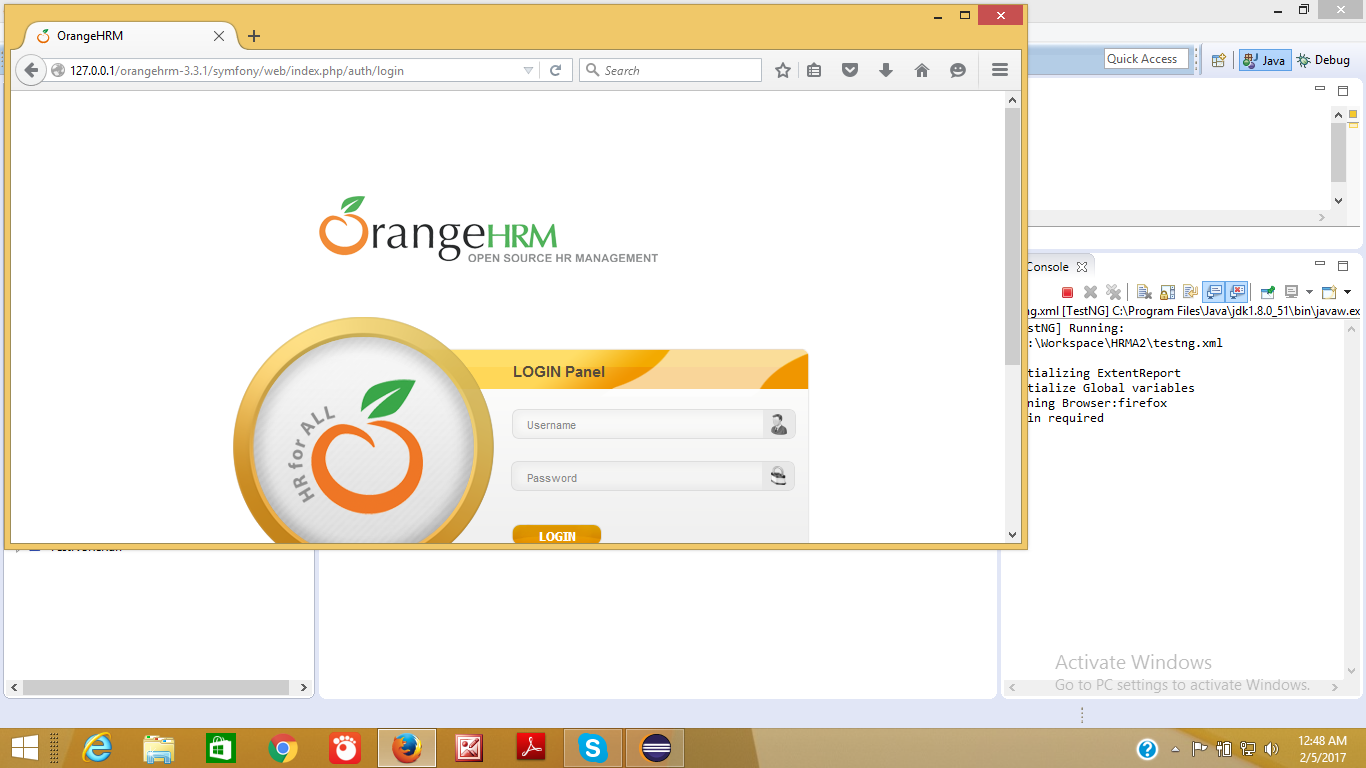 OrangeHRM
127.0.0.1/orangehrm-3.3.1/symfony/web/index.php/auth/login
Search
Quick Access
Java
Debug
OrangeHRM
OPEN SOURCE HR MANAGEMENT
HR for ALL
LOGIN Panel
Username
Password
LOGIN
Console
ng.xml [TestNG] C:\Program Files\Java\jdk1.8.0_51\bin\javaw.ex
stNG] Running:
:\Workspace\HRMA2\testng.xml
tializing ExtentReport
tialize Global variables
ning Browser:firefox
in required
Activate Windows
Go to PC settings to activate Windows.
12:48 AM
2/5/2017